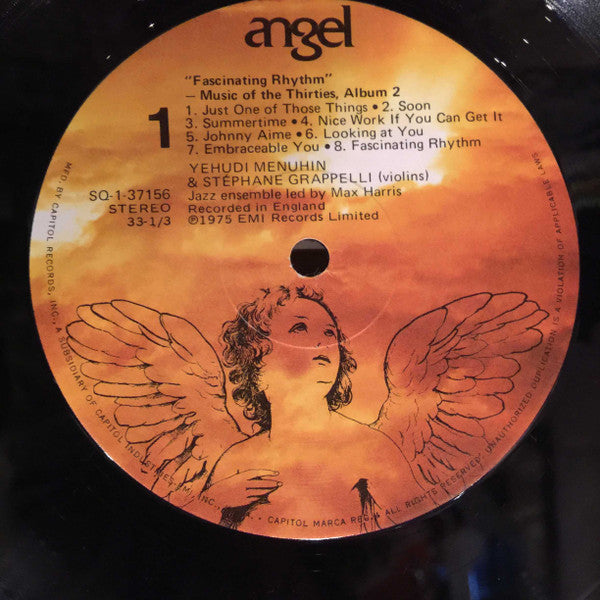 angel
"Fascinating Rhythm"
— Music of the Thirties, Album 2
1
1. Just One of Those Things • 2. Soon
3. Summertime • 4. Nice Work If You Can Get It
5. Johnny Aime • 6. Looking at You
7. Embraceable You • 8. Fascinating Rhythm
YEHUDI MENUHIN
& STÉPHANE GRAPPELLI (violins)
SQ-1-37156
Jazz ensemble led by Max Harris
STEREO
Recorded in England
33-1/3
℗1975 EMI Records Limited
MFD. BY CAPITOL RECORDS, INC., A SUBSIDIARY OF CAPITOL INDUSTRIES-EMI, INC., . . . CAPITOL MARCA REG. • ALL RIGHTS RESERVED. UNAUTHORIZED DUPLICATION IS A VIOLATION OF APPLICABLE LAWS